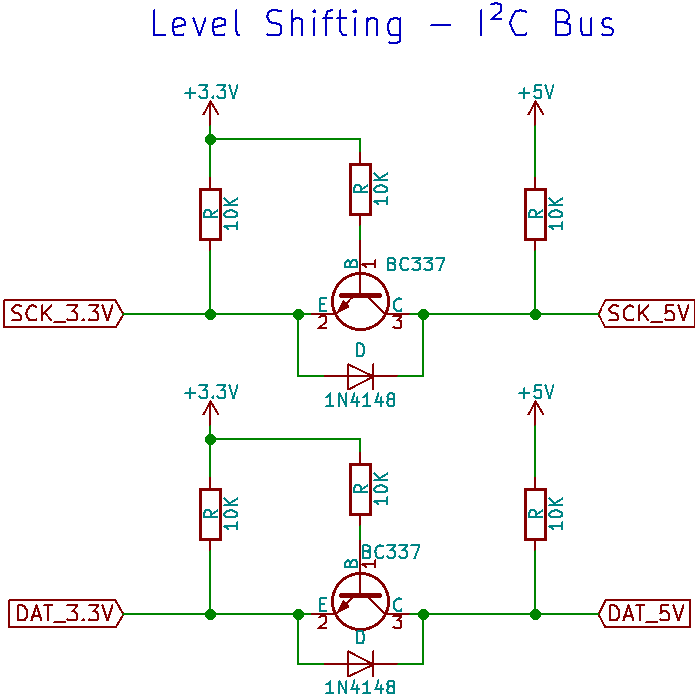 Level Shifting - I²C Bus
+3.3V
+5V
R
10K
R
10K
R
10K
B
1
BC337
SCK_3.3V
E
2
C
3
SCK_5V
D
1N4148
+3.3V
+5V
R
10K
R
10K
R
10K
B
1
BC337
DAT_3.3V
E
2
C
3
DAT_5V
D
1N4148